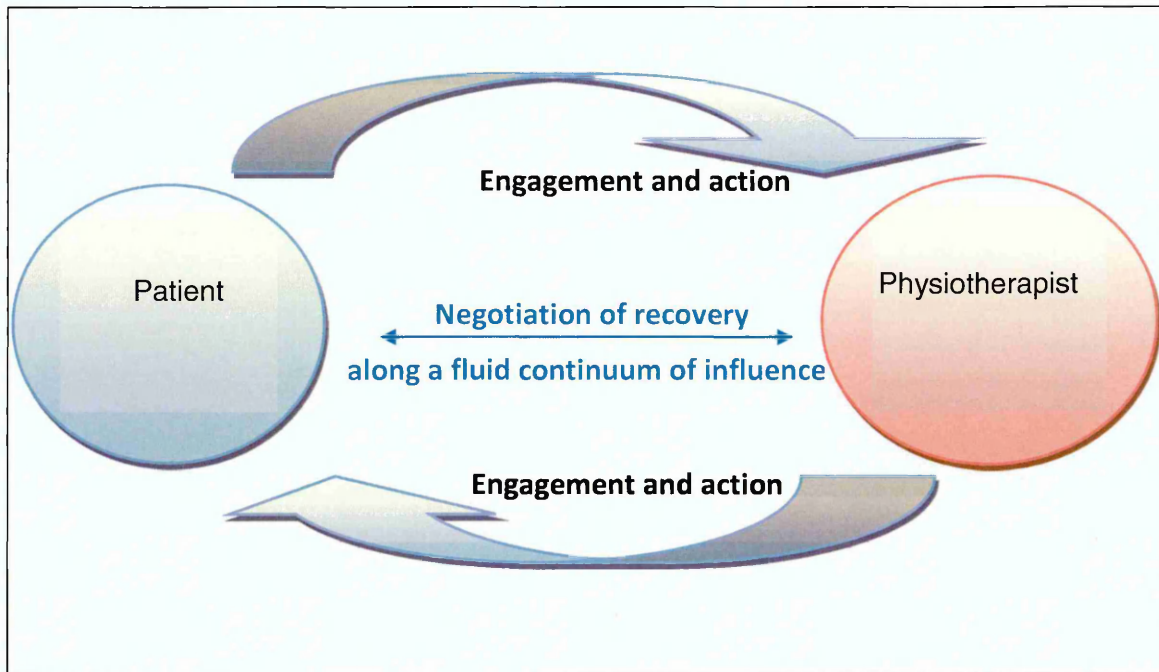 Engagement and action
Patient
Physiotherapist
Negotiation of recovery
along a fluid continuum of influence
Engagement and action